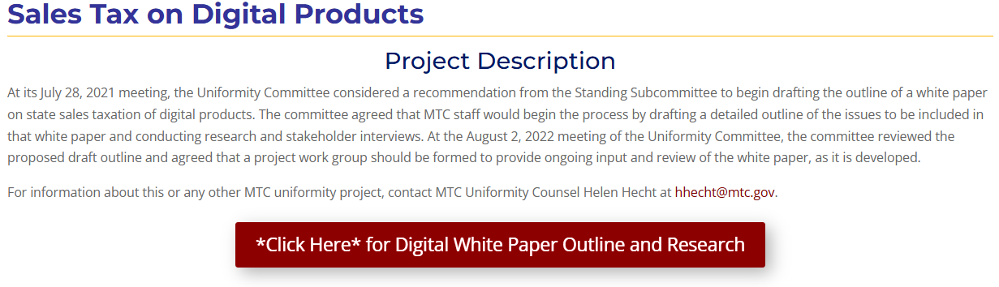 Sales Tax on Digital Products
Project Description
At its July 28, 2021 meeting, the Uniformity Committee considered a recommendation from the Standing Subcommittee to begin drafting the outline of a white paper
on state sales taxation of digital products. The committee agreed that MTC staff would begin the process by drafting a detailed outline of the issues to be included in
that white paper and conducting research and stakeholder interviews. At the August 2, 2022 meeting of the Uniformity Committee, the committee reviewed the
proposed draft outline and agreed that a project work group should be formed to provide ongoing input and review of the white paper, as it is developed.
For information about this or any other MTC uniformity project, contact MTC Uniformity Counsel Helen Hecht at hhecht@mtc.gov.
*Click Here* for Digital White Paper Outline and Research